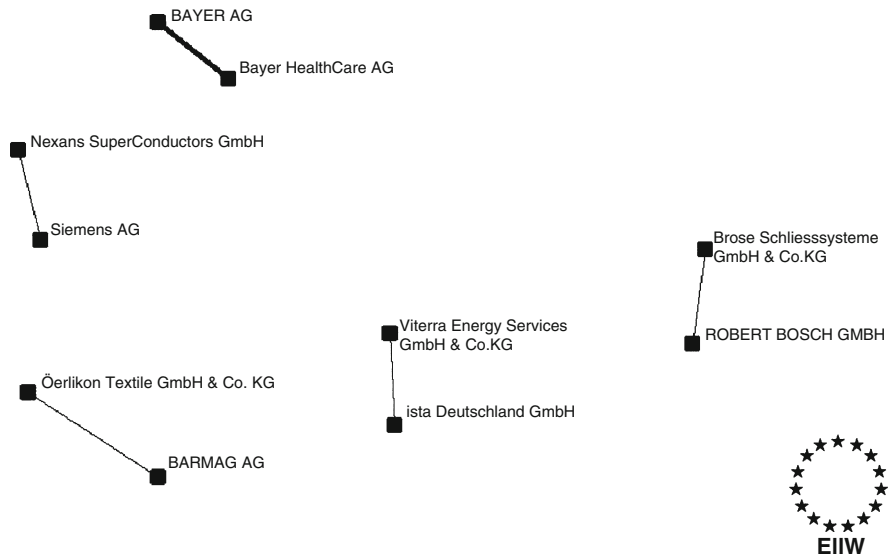 BAYER AG
Bayer HealthCare AG
Nexans SuperConductors GmbH
Siemens AG
Brose Schliesssysteme
GmbH & Co.KG
Viterra Energy Services
GmbH & Co.KG
ROBERT BOSCH GMBH
Öerlikon Textile GmbH & Co. KG
ista Deutschland GmbH
BARMAG AG
EIIW